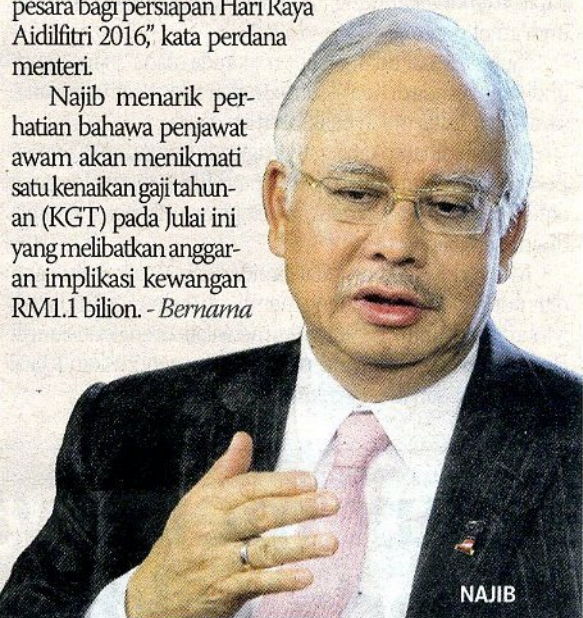 pesara bagi persiapan Hari Raya
Aidilfitri 2016,” kata perdana
menteri.
Najib menarik per-
hatian bahawa penjawat
awam akan menikmati
satu kenaikan gaji tahun-
an (KGT) pada Julai ini
yang melibatkan anggar-
an implikasi kewangan
RM1.1 bilion. - Bernama
NAJIB